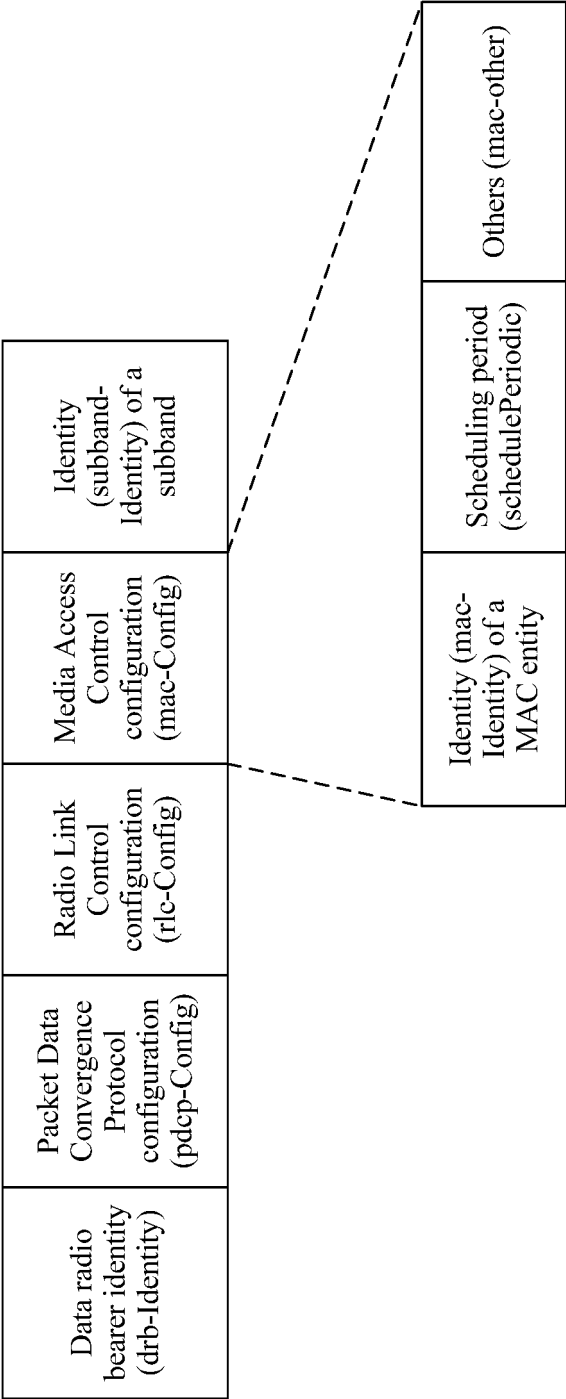 Data radio
bearer identity
(drb-Identity)
Packet Data
Convergence
Protocol
configuration
(pdcp-Config)
Radio Link
Control
configuration
(rlc-Config)
Media Access
Control
configuration
(mac-Config)
Identity
(subband-
Identity) of a
subband
Identity (mac-
Identity) of a
MAC entity
Scheduling period
(schedulePeriodic)
Others (mac-other)